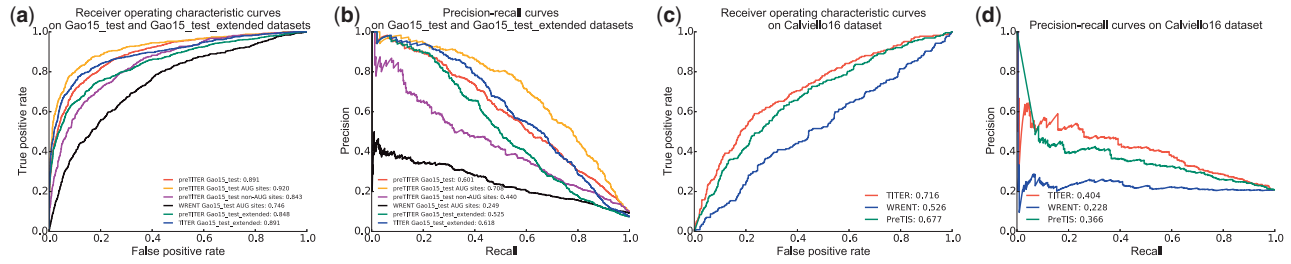 (a)
Receiver operating characteristic curves
on Gao15_test and Gao15_test_extended datasets
1.0
0.8
0.6
0.4
0.2
0.0
True positive rate
preTITER Gao15_test: 0.891
preTITER Gao15_test AUG sites: 0.920
preTITER Gao15_test non-AUG sites: 0.843
WRENT Gao15_test AUG sites: 0.746
preTITER Gao15_test_extended: 0.848
TITER Gao15_test_extended: 0.891
0.0 0.2 0.4 0.6 0.8 1.0
False positive rate
(b)
Precision-recall curves
on Gao15_test and Gao15_test_extended datasets
1.0
0.8
0.6
0.4
0.2
0.0
Precision
preTITER Gao15_test: 0.601
preTITER Gao15_test AUG sites: 0.708
preTITER Gao15_test non-AUG sites: 0.440
WRENT Gao15_test AUG sites: 0.249
preTITER Gao15_test_extended: 0.525
TITER Gao15_test_extended: 0.618
0.0 0.2 0.4 0.6 0.8 1.0
Recall
(c)
Receiver operating characteristic curves
on Calviello16 dataset
1.0
0.8
0.6
0.4
0.2
0.0
True positive rate
TITER: 0,716
WRENT: 0,526
PreTIS: 0,677
0.0 0.2 0.4 0.6 0.8 1.0
False positive rate
(d)
Precision-recall curves on Calviello16 dataset
1.0
0.8
0.6
0.4
0.2
0.0
Precision
TITER: 0,404
WRENT: 0,228
PreTIS: 0,366
0.0 0.2 0.4 0.6 0.8 1.0
Recall